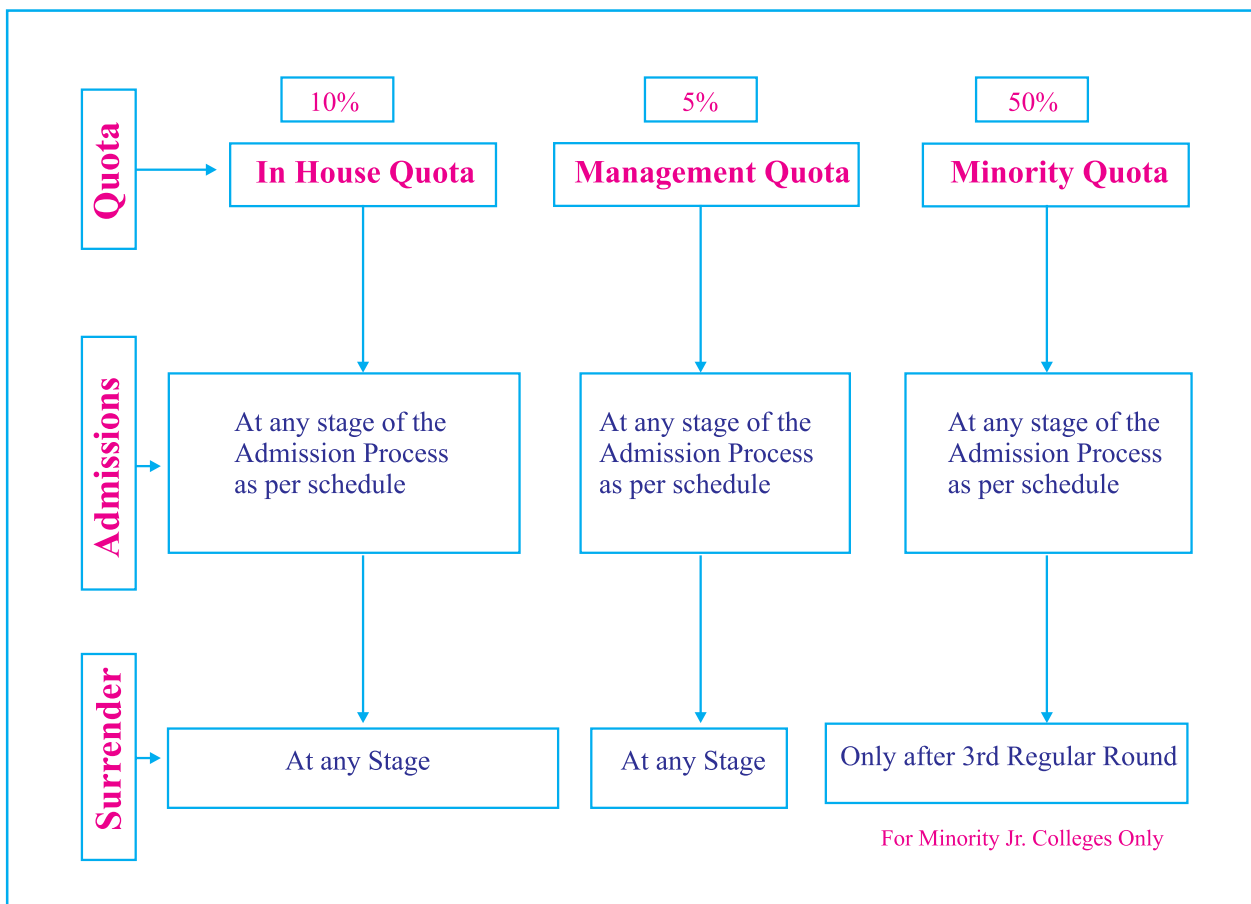 10%
5%
50%
Quota
In House Quota
Management Quota
Minority Quota
Admissions
At any stage of the
Admission Process
as per schedule
At any stage of the
Admission Process
as per schedule
At any stage of the
Admission Process
as per schedule
Surrender
At any Stage
At any Stage
Only after 3rd Regular Round
For Minority Jr. Colleges Only